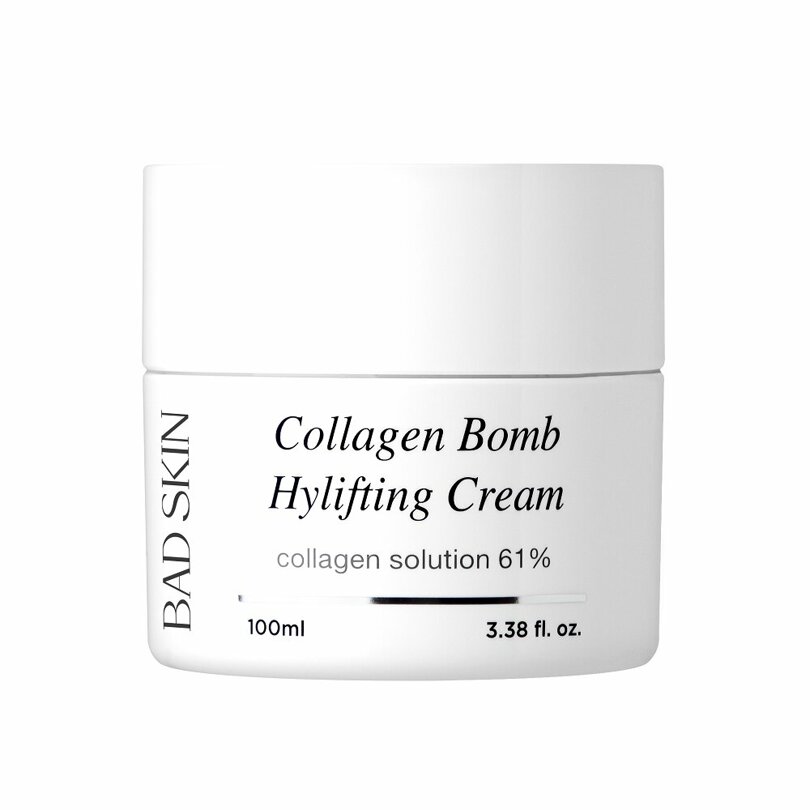 BAD SKIN
Collagen Bomb
Hylifting Cream
collagen solution 61%
100ml
3.38 fl. oz.